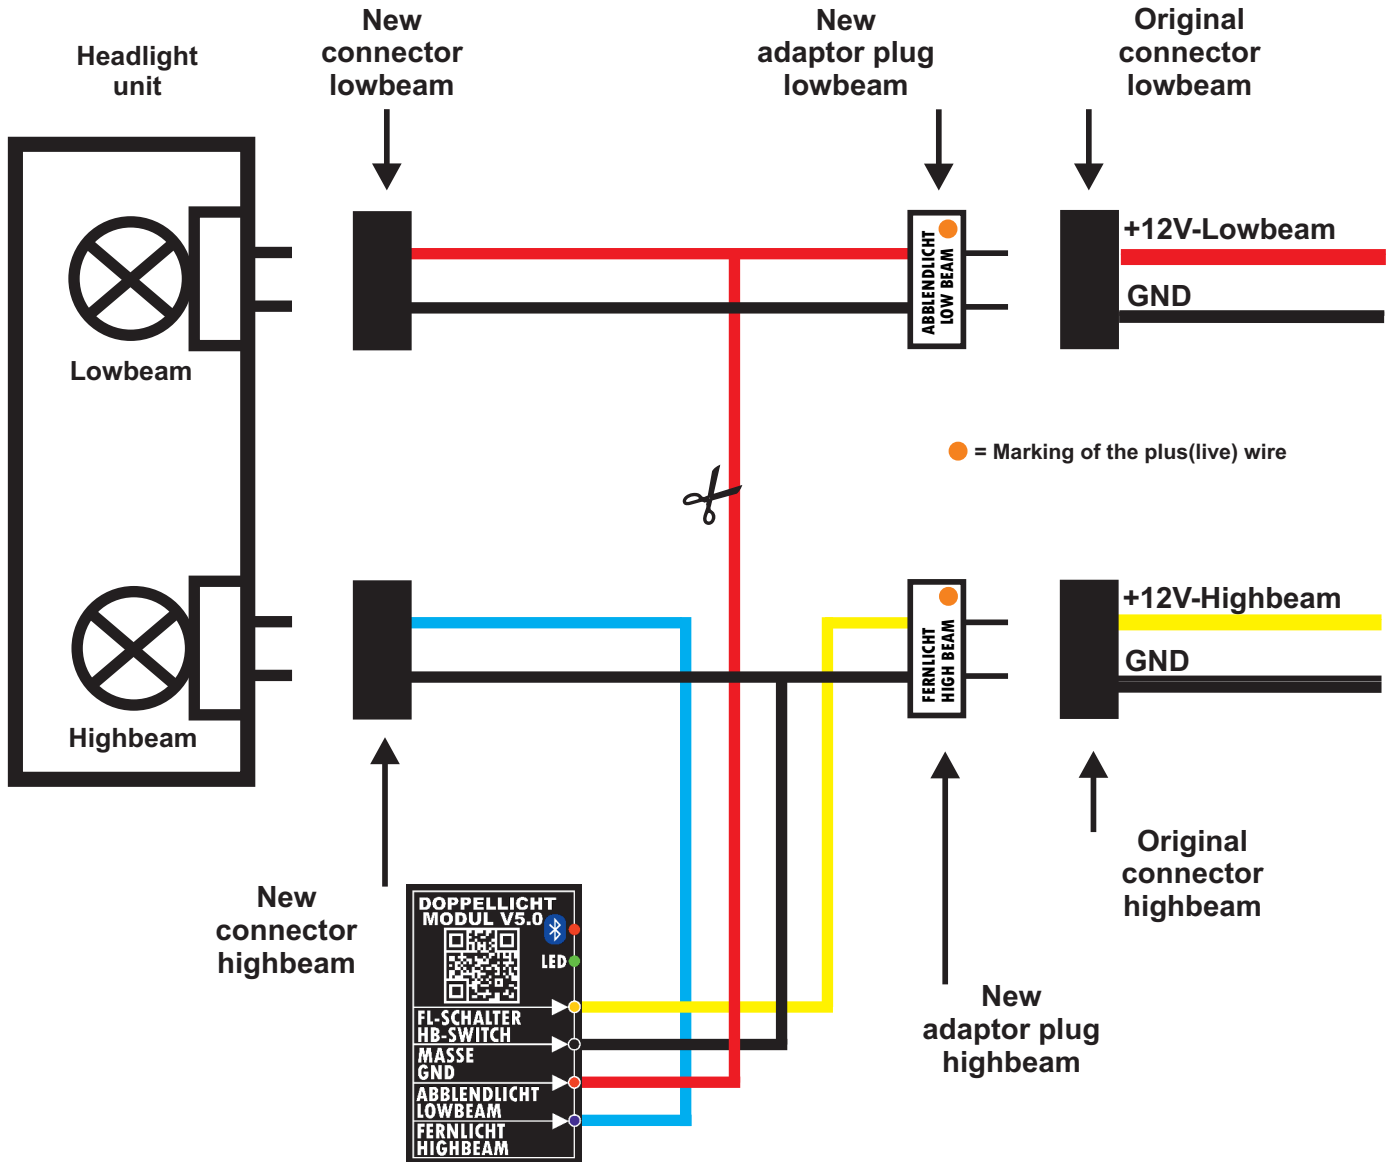 Headlight
unit
New
connector
lowbeam
New
adaptor plug
lowbeam
Original
connector
lowbeam
+12V-Lowbeam
GND
ABBLENDLICHT
LOW BEAM
Lowbeam
= Marking of the plus(live) wire
+12V-Highbeam
GND
FERNLICHT
HIGH BEAM
Highbeam
New
connector
highbeam
Original
connector
highbeam
New
adaptor plug
highbeam
DOPPELLICHT
MODUL V5.0
LED
FL-SCHALTER
HB-SWITCH
MASSE
GND
ABBLENDLICHT
LOWBEAM
FERNLICHT
HIGHBEAM